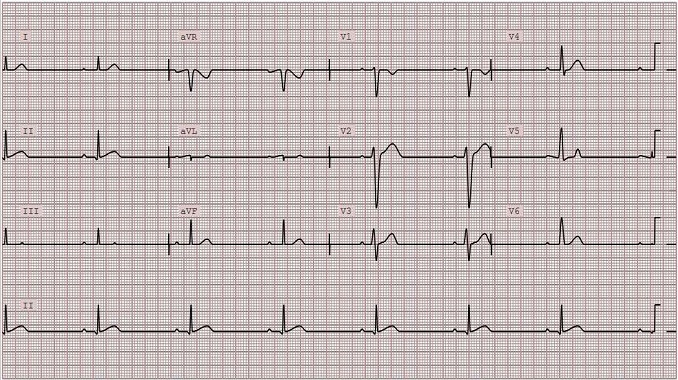 I aVR V1 V4
II aVL V2 V5
III aVF V3 V6
II